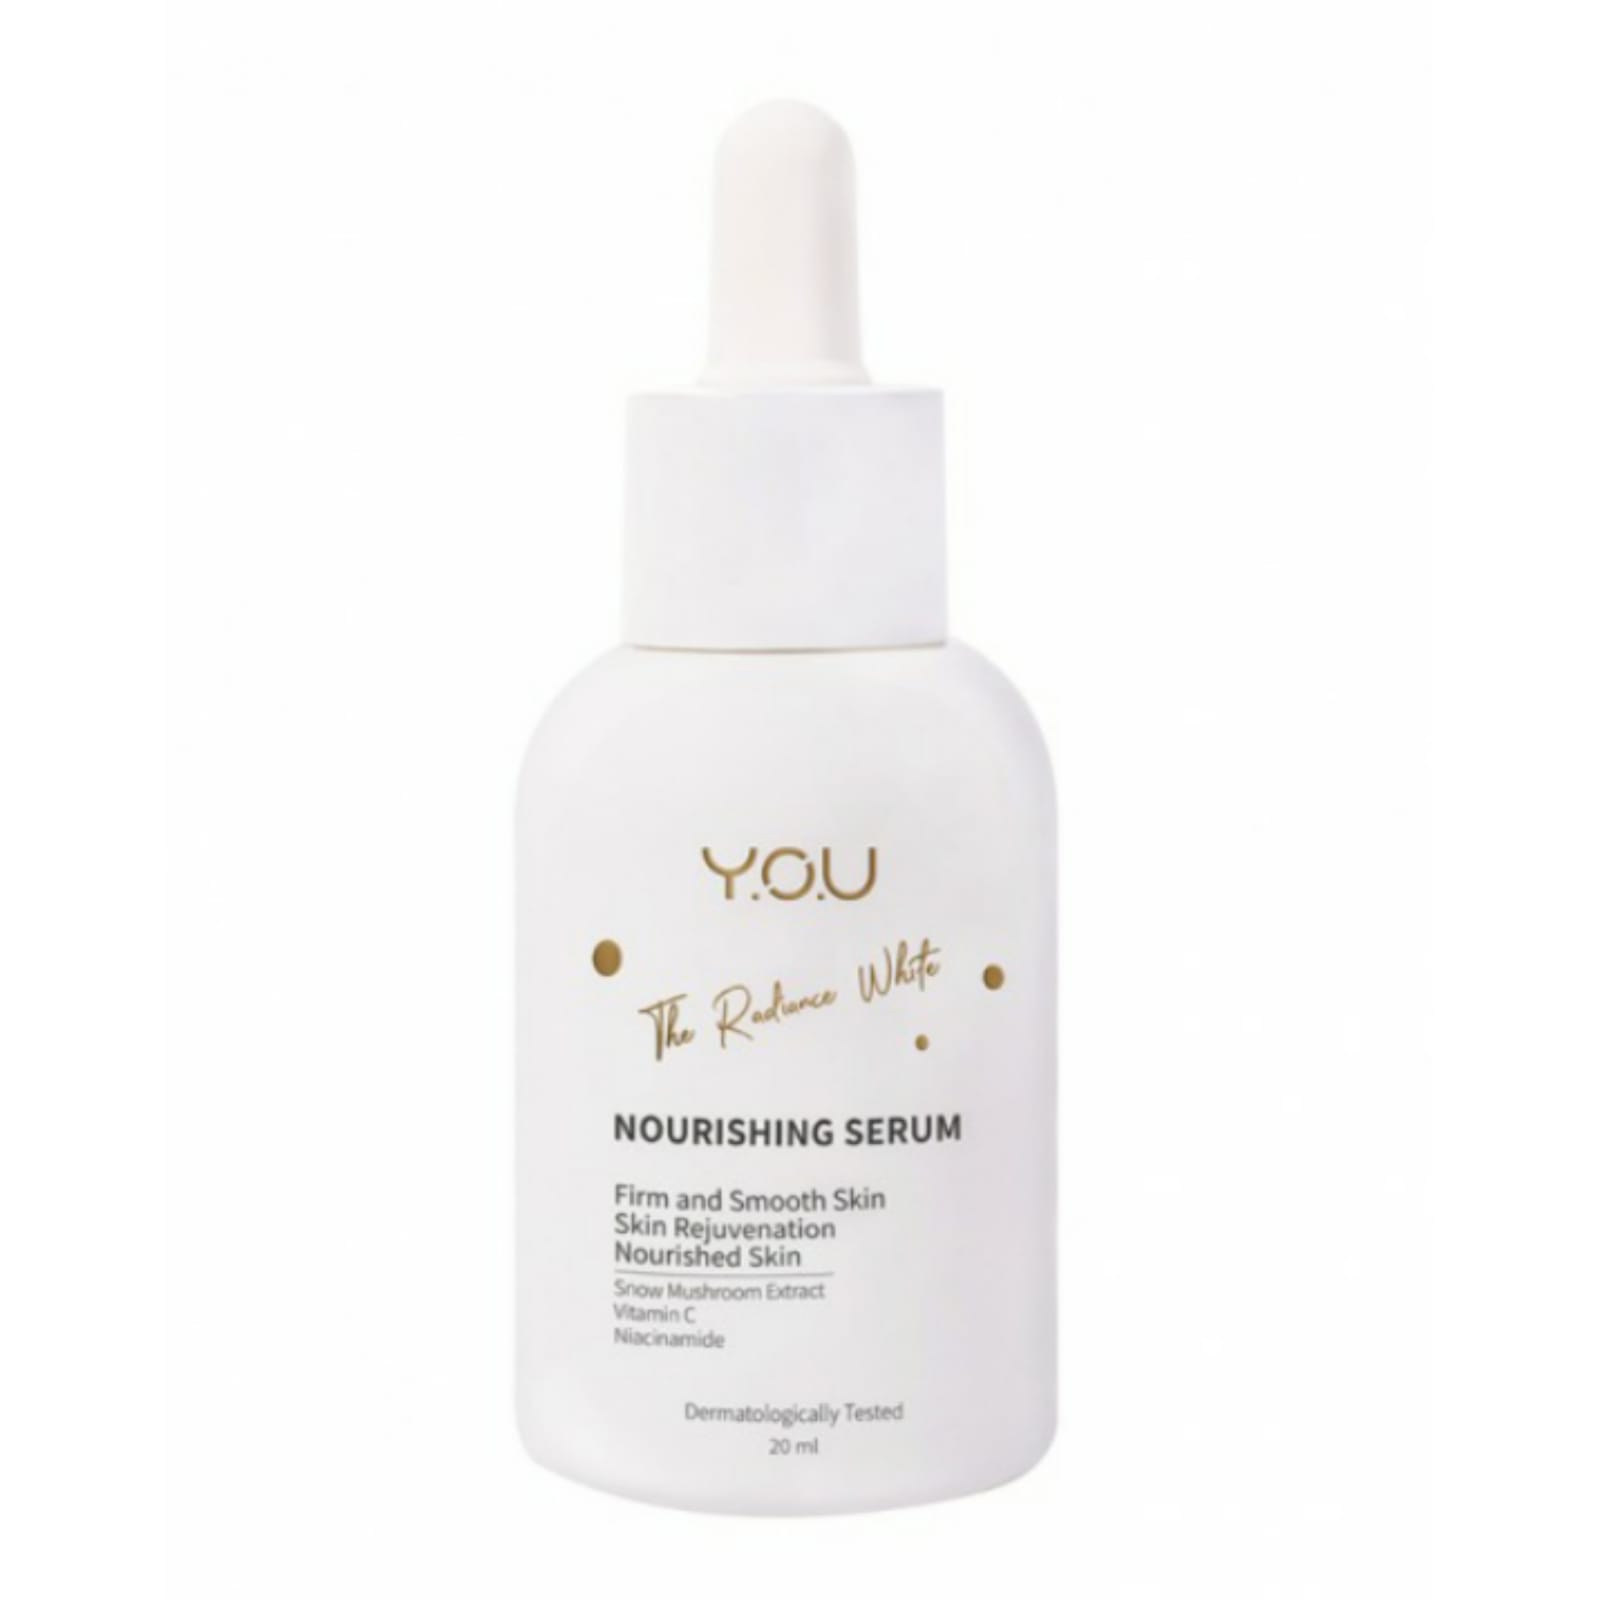 Y.O.U
The Radiance White
NOURISHING SERUM
Firm and Smooth Skin
Skin Rejuvenation
Nourished Skin
Snow Mushroom Extract
Vitamin C
Niacinamide
Dermatologically Tested
20 ml